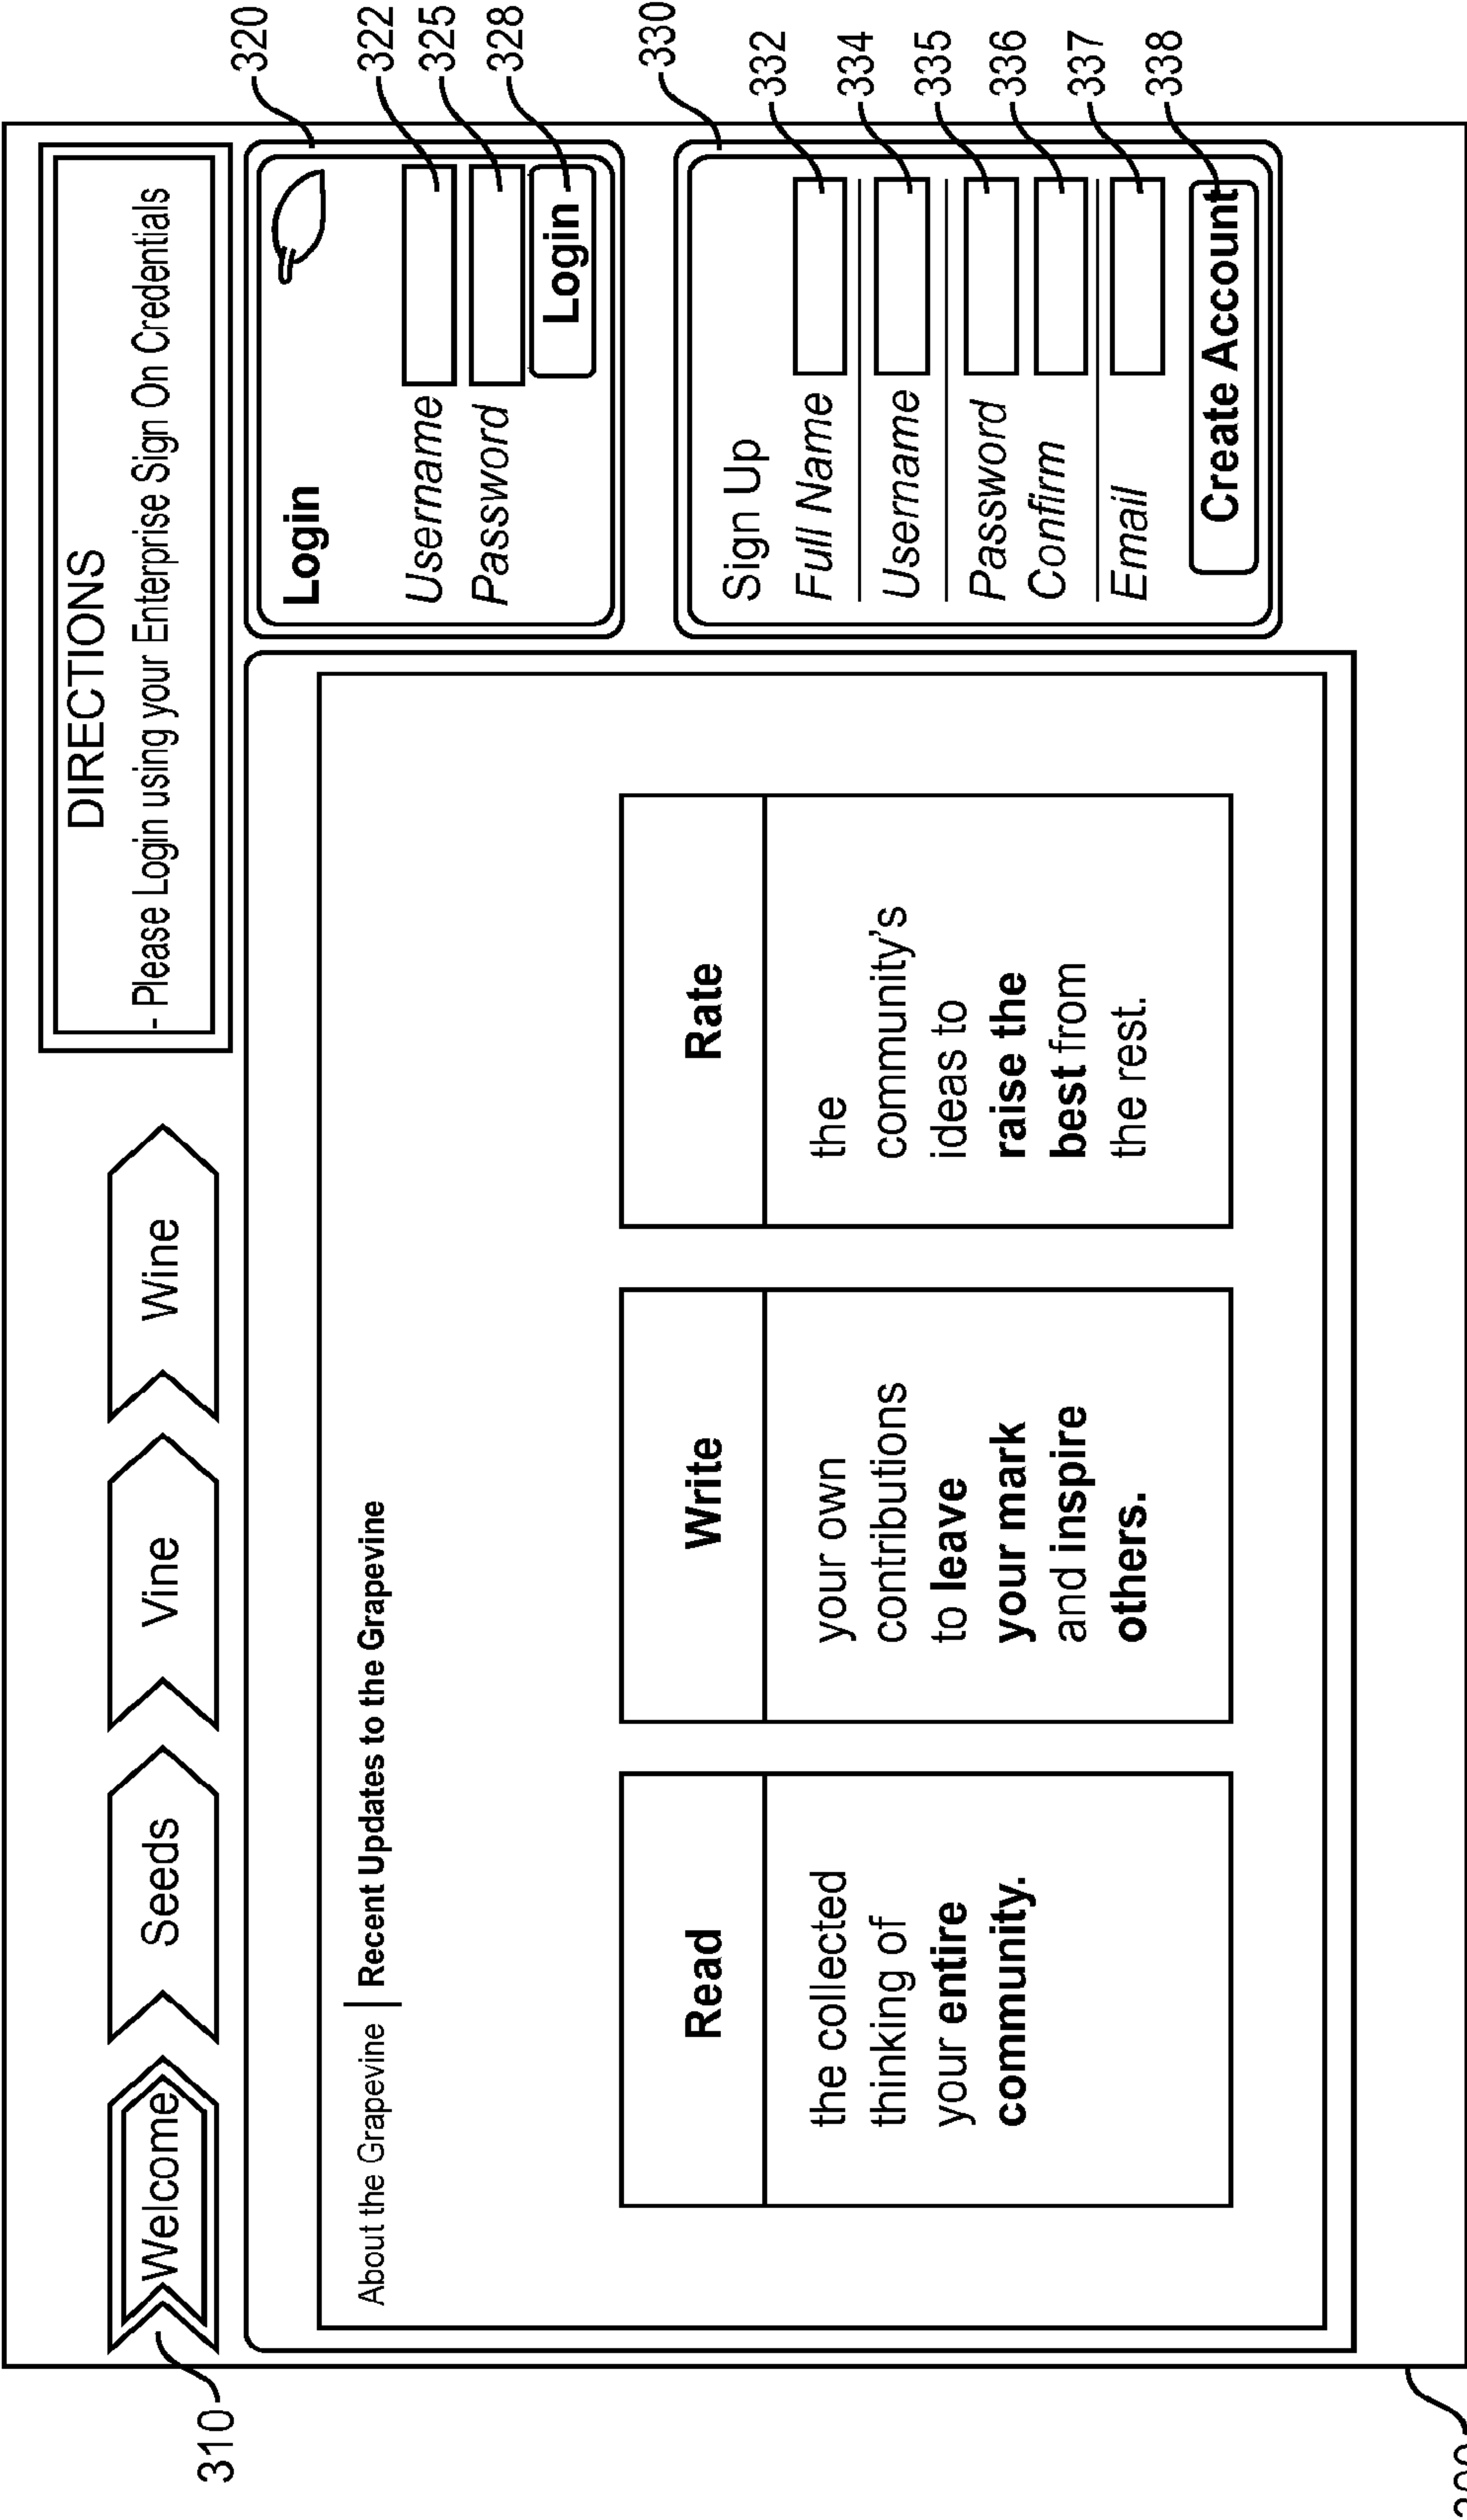 Welcome
Seeds
Vine
Wine
DIRECTIONS
- Please Login using your Enterprise Sign On Credentials
310
About the Grapevine | Recent Updates to the Grapevine
Read
the collected
thinking of
your entire
community.
Write
your own
contributions
to leave
your mark
and inspire
others.
Rate
the
community's
ideas to
raise the
best from
the rest.
Login
320
Username
322
Password
325
Login
328
Sign Up
330
Full Name
332
Username
334
Password
335
Confirm
336
Email
337
Create Account
338